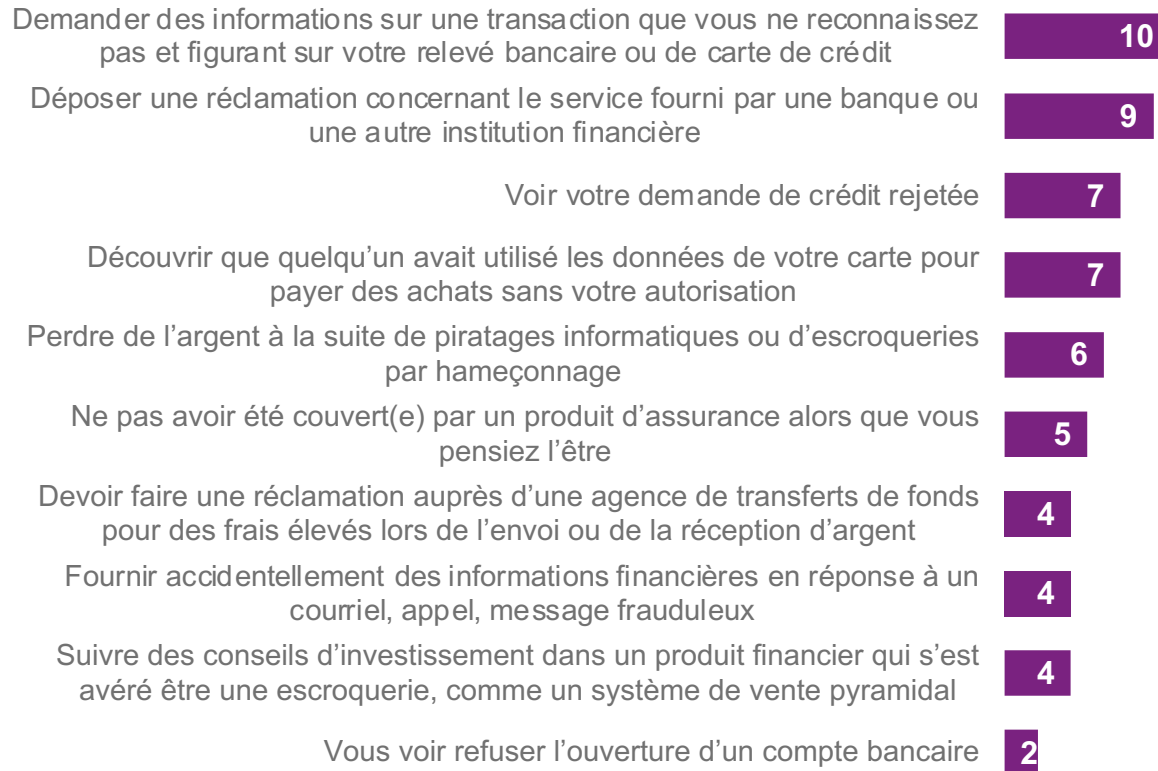 Demander des informations sur une transaction que vous ne reconnaissez
pas et figurant sur votre relevé bancaire ou de carte de crédit
10
Déposer une réclamation concernant le service fourni par une banque ou
une autre institution financière
9
Voir votre demande de crédit rejetée
7
Découvrir que quelqu’un avait utilisé les données de votre carte pour
payer des achats sans votre autorisation
7
Perdre de l’argent à la suite de piratages informatiques ou d’escroqueries
par hameçonnage
6
Ne pas avoir été couvert(e) par un produit d’assurance alors que vous
pensiez l’être
5
Devoir faire une réclamation auprès d’une agence de transferts de fonds
pour des frais élevés lors de l’envoi ou de la réception d’argent
4
Fournir accidentellement des informations financières en réponse à un
courriel, appel, message frauduleux
4
Suivre des conseils d’investissement dans un produit financier qui s’est
avéré être une escroquerie, comme un système de vente pyramidal
4
Vous voir refuser l’ouverture d’un compte bancaire
2